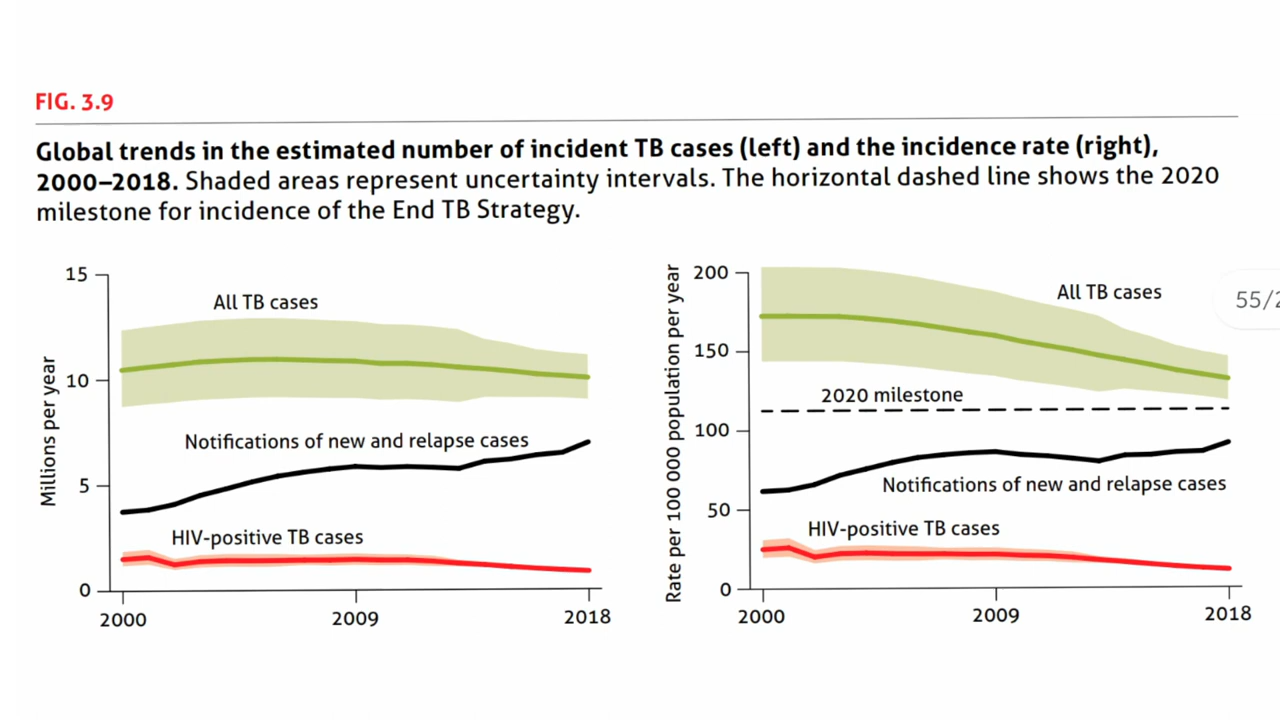 FIG. 3.9
Global trends in the estimated number of incident TB cases (left) and the incidence rate (right),
2000–2018. Shaded areas represent uncertainty intervals. The horizontal dashed line shows the 2020
milestone for incidence of the End TB Strategy.
Millions per year
15
10
5
0
All TB cases
Notifications of new and relapse cases
HIV-positive TB cases
2000
2009
2018
Rate per 100 000 population per year
200
150
100
50
0
All TB cases
2020 milestone
Notifications of new and relapse cases
HIV-positive TB cases
2000
2009
2018
55/2